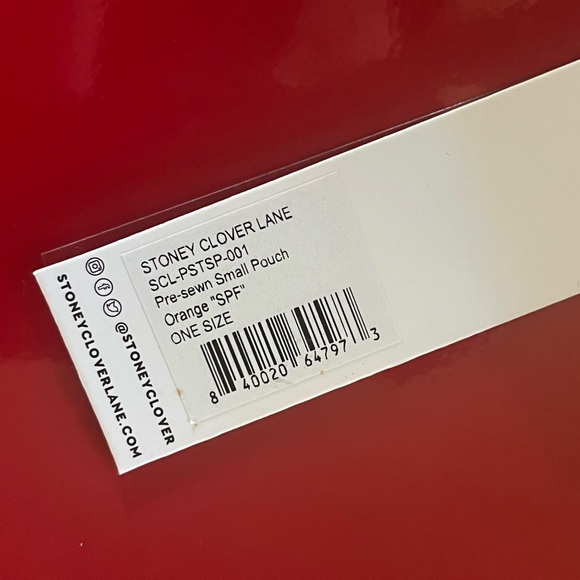 STONEY CLOVER LANE
SCL-PSTSP-001
Pre-sewn Small Pouch
Orange "SPF"
ONE SIZE
8 40020 64797 3
@STONEYCLOVER
STONEYCLOVERLANE.COM